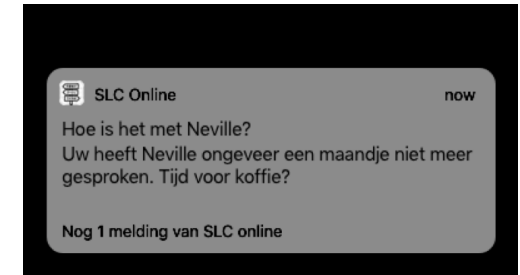 SLC Online
now
Hoe is het met Neville?
Uw heeft Neville ongeveer een maandje niet meer
gesproken. Tijd voor koffie?
Nog 1 melding van SLC online